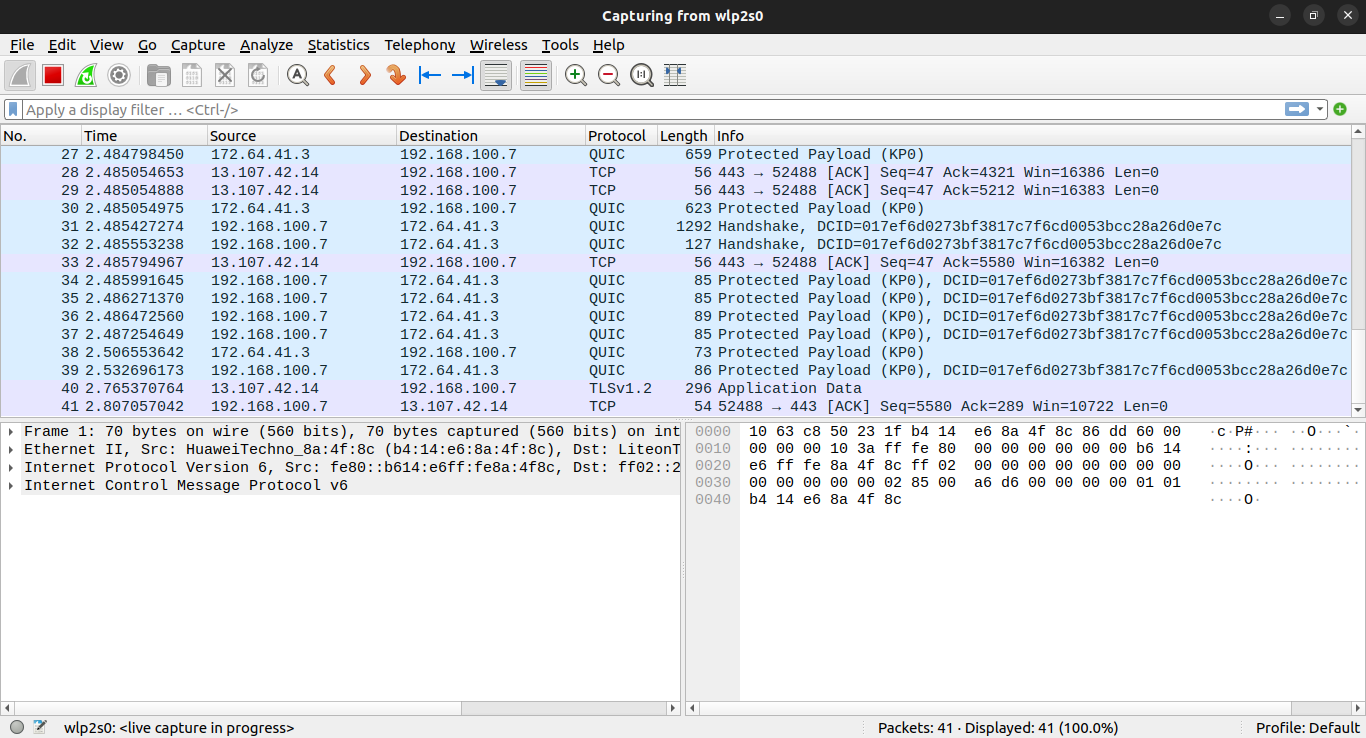 Capturing from wlp2s0
File Edit View Go Capture Analyze Statistics Telephony Wireless Tools Help
Apply a display filter … <Ctrl-/>
No. Time Source Destination Protocol Length Info
27 2.484798450 172.64.41.3 192.168.100.7 QUIC 659 Protected Payload (KP0)
28 2.485054653 13.107.42.14 192.168.100.7 TCP 56 443 → 52488 [ACK] Seq=47 Ack=4321 Win=16386 Len=0
29 2.485054888 13.107.42.14 192.168.100.7 TCP 56 443 → 52488 [ACK] Seq=47 Ack=5212 Win=16383 Len=0
30 2.485054975 172.64.41.3 192.168.100.7 QUIC 623 Protected Payload (KP0)
31 2.485427274 192.168.100.7 172.64.41.3 QUIC 1292 Handshake, DCID=017ef6d0273bf3817c7f6cd0053bcc28a26d0e7c
32 2.485553238 192.168.100.7 172.64.41.3 QUIC 127 Handshake, DCID=017ef6d0273bf3817c7f6cd0053bcc28a26d0e7c
33 2.485794967 13.107.42.14 192.168.100.7 TCP 56 443 → 52488 [ACK] Seq=47 Ack=5580 Win=16382 Len=0
34 2.485991645 192.168.100.7 172.64.41.3 QUIC 85 Protected Payload (KP0), DCID=017ef6d0273bf3817c7f6cd0053bcc28a26d0e7c
35 2.486271370 192.168.100.7 172.64.41.3 QUIC 85 Protected Payload (KP0), DCID=017ef6d0273bf3817c7f6cd0053bcc28a26d0e7c
36 2.486472560 192.168.100.7 172.64.41.3 QUIC 89 Protected Payload (KP0), DCID=017ef6d0273bf3817c7f6cd0053bcc28a26d0e7c
37 2.487254649 192.168.100.7 172.64.41.3 QUIC 85 Protected Payload (KP0), DCID=017ef6d0273bf3817c7f6cd0053bcc28a26d0e7c
38 2.506553642 172.64.41.3 192.168.100.7 QUIC 73 Protected Payload (KP0)
39 2.532696173 192.168.100.7 172.64.41.3 QUIC 86 Protected Payload (KP0), DCID=017ef6d0273bf3817c7f6cd0053bcc28a26d0e7c
40 2.765370764 13.107.42.14 192.168.100.7 TLSv1.2 296 Application Data
41 2.807057042 192.168.100.7 13.107.42.14 TCP 54 52488 → 443 [ACK] Seq=5580 Ack=289 Win=10722 Len=0
Frame 1: 70 bytes on wire (560 bits), 70 bytes captured (560 bits) on int
Ethernet II, Src: HuaweiTechno_8a:4f:8c (b4:14:e6:8a:4f:8c), Dst: LiteonT
Internet Protocol Version 6, Src: fe80::b614:e6ff:fe8a:4f8c, Dst: ff02::2
Internet Control Message Protocol v6
0000 10 63 c8 50 23 1f b4 14 e6 8a 4f 8c 86 dd 60 00 ·c·P#··· ··O···`·
0010 00 00 00 10 3a ff fe 80 00 00 00 00 00 00 b6 14 ····:··· ········
0020 e6 ff fe 8a 4f 8c ff 02 00 00 00 00 00 00 00 00 ····O··· ········
0030 00 00 00 00 00 02 85 00 a6 d6 00 00 00 00 01 01 ········ ········
0040 b4 14 e6 8a 4f 8c ····O·
wlp2s0: <live capture in progress> Packets: 41 · Displayed: 41 (100.0%) Profile: Default